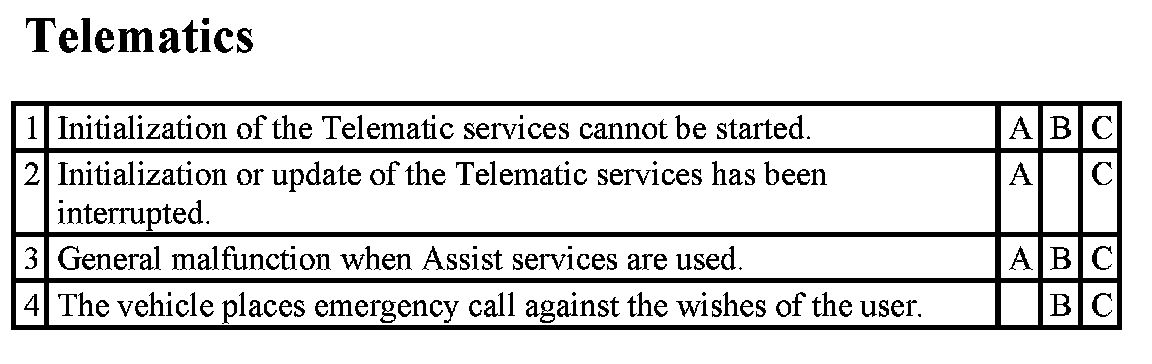 Telematics
1 Initialization of the Telematic services cannot be started. A B C
2 Initialization or update of the Telematic services has been A C
interrupted.
3 General malfunction when Assist services are used. A B C
4 The vehicle places emergency call against the wishes of the user. B C